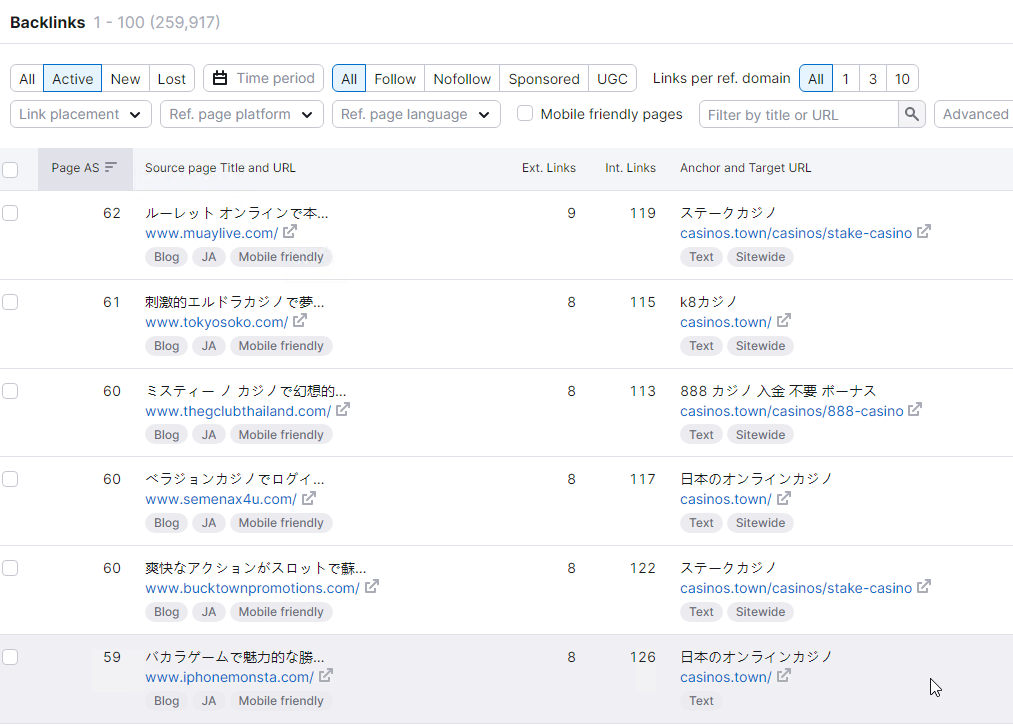 Backlinks 1 - 100 (259,917)
All Active New Lost Time period All Follow Nofollow Sponsored UGC Links per ref. domain All 1 3 10
Link placement Ref. page platform Ref. page language Mobile friendly pages Filter by title or URL Advanced
Page AS Source page Title and URL Ext. Links Int. Links Anchor and Target URL
62 ルーレット オンラインで本... 9 119 ステークカジノ
www.muaylive.com/ casinos.town/casinos/stake-casino
Blog JA Mobile friendly Text Sitewide
61 刺激的エルドラカジノで夢... 8 115 k8カジノ
www.tokyosoko.com/ casinos.town/
Blog JA Mobile friendly Text Sitewide
60 ミスティー ノ カジノで幻想的... 8 113 888 カジノ 入金 不要 ボーナス
www.thegclubthailand.com/ casinos.town/casinos/888-casino
Blog JA Mobile friendly Text Sitewide
60 ベラジョンカジノでログイ... 8 117 日本のオンラインカジノ
www.semenax4u.com/ casinos.town/
Blog JA Mobile friendly Text Sitewide
60 爽快なアクションがスロットで蘇... 8 122 ステークカジノ
www.bucktownpromotions.com/ casinos.town/casinos/stake-casino
Blog JA Mobile friendly Text Sitewide
59 バカラゲームで魅力的な勝... 8 126 日本のオンラインカジノ
www.iphonemonsta.com/ casinos.town/
Blog JA Mobile friendly Text